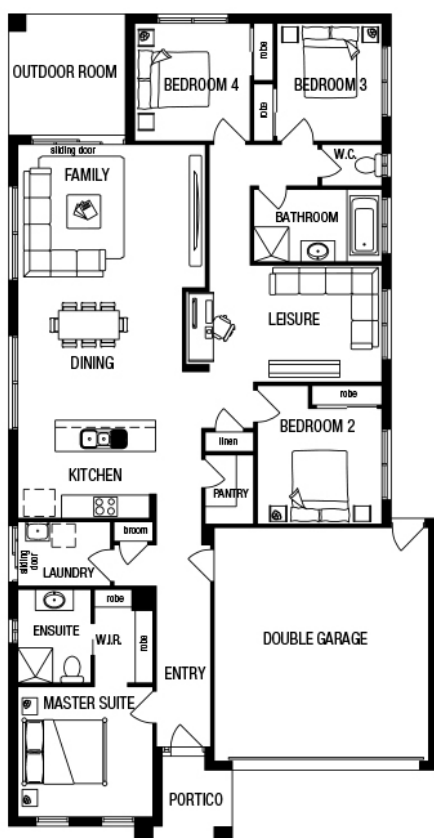 OUTDOOR ROOM
BEDROOM 4
robe
BEDROOM 3
robe
sliding door
FAMILY
W.C.
BATHROOM
LEISURE
DINING
robe
BEDROOM 2
linen
KITCHEN
PANTRY
broom
sliding
door
LAUNDRY
robe
ENSUITE
W.I.R.
robe
DOUBLE GARAGE
ENTRY
MASTER SUITE
PORTICO